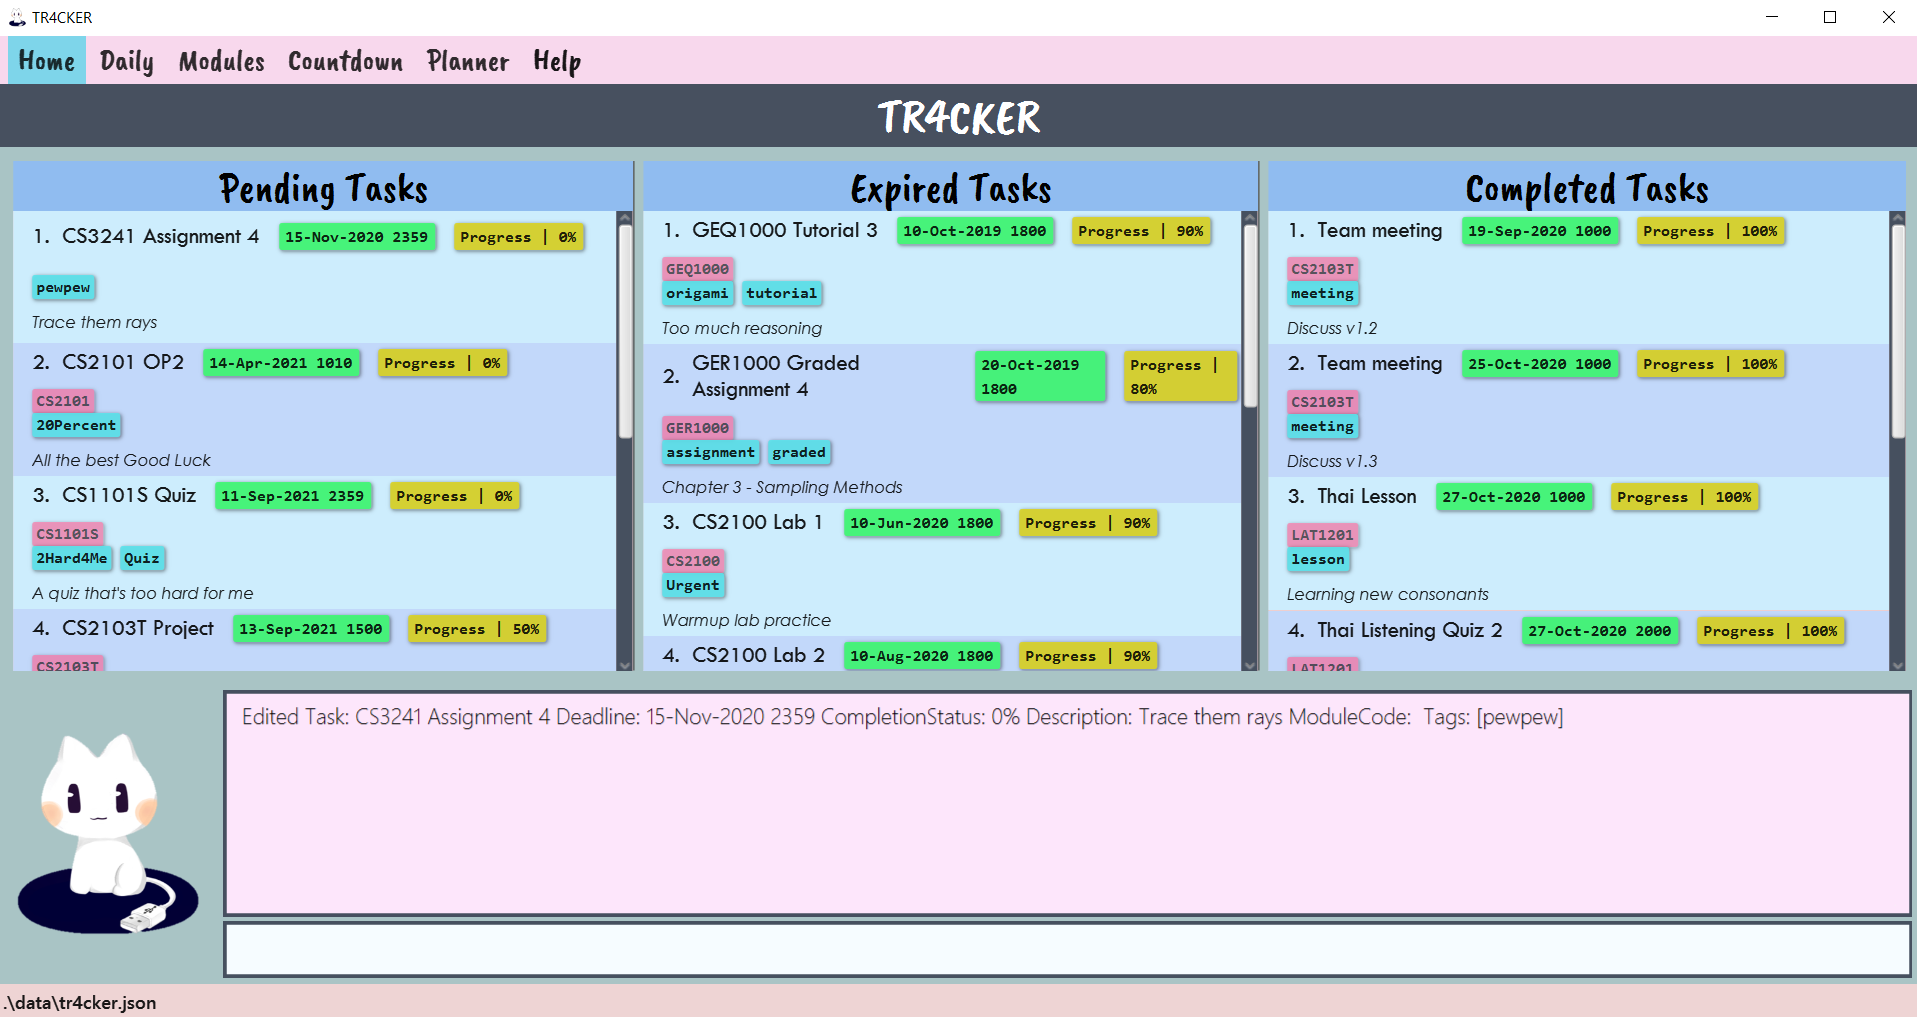 TR4CKER
Home Daily Modules Countdown Planner Help
TR4CKER
Pending Tasks
1. CS3241 Assignment 4 15-Nov-2020 2359 Progress | 0%
pewpew
Trace them rays
2. CS2101 OP2 14-Apr-2021 1010 Progress | 0%
CS2101
20Percent
All the best Good Luck
3. CS1101S Quiz 11-Sep-2021 2359 Progress | 0%
CS1101S
2Hard4Me Quiz
A quiz that's too hard for me
4. CS2103T Project 13-Sep-2021 1500 Progress | 50%
CS2103T
Expired Tasks
1. GEQ1000 Tutorial 3 10-Oct-2019 1800 Progress | 90%
GEQ1000
origami tutorial
Too much reasoning
2. GER1000 Graded Assignment 4 20-Oct-2019 1800 Progress | 80%
GER1000
assignment graded
Chapter 3 - Sampling Methods
3. CS2100 Lab 1 10-Jun-2020 1800 Progress | 90%
CS2100
Urgent
Warmup lab practice
4. CS2100 Lab 2 10-Aug-2020 1800 Progress | 90%
Completed Tasks
1. Team meeting 19-Sep-2020 1000 Progress | 100%
CS2103T
meeting
Discuss v1.2
2. Team meeting 25-Oct-2020 1000 Progress | 100%
CS2103T
meeting
Discuss v1.3
3. Thai Lesson 27-Oct-2020 1000 Progress | 100%
LAT1201
lesson
Learning new consonants
4. Thai Listening Quiz 2 27-Oct-2020 2000 Progress | 100%
LAT1201
Edited Task: CS3241 Assignment 4 Deadline: 15-Nov-2020 2359 CompletionStatus: 0% Description: Trace them rays ModuleCode:  Tags: [pewpew]
.\data\tr4cker.json